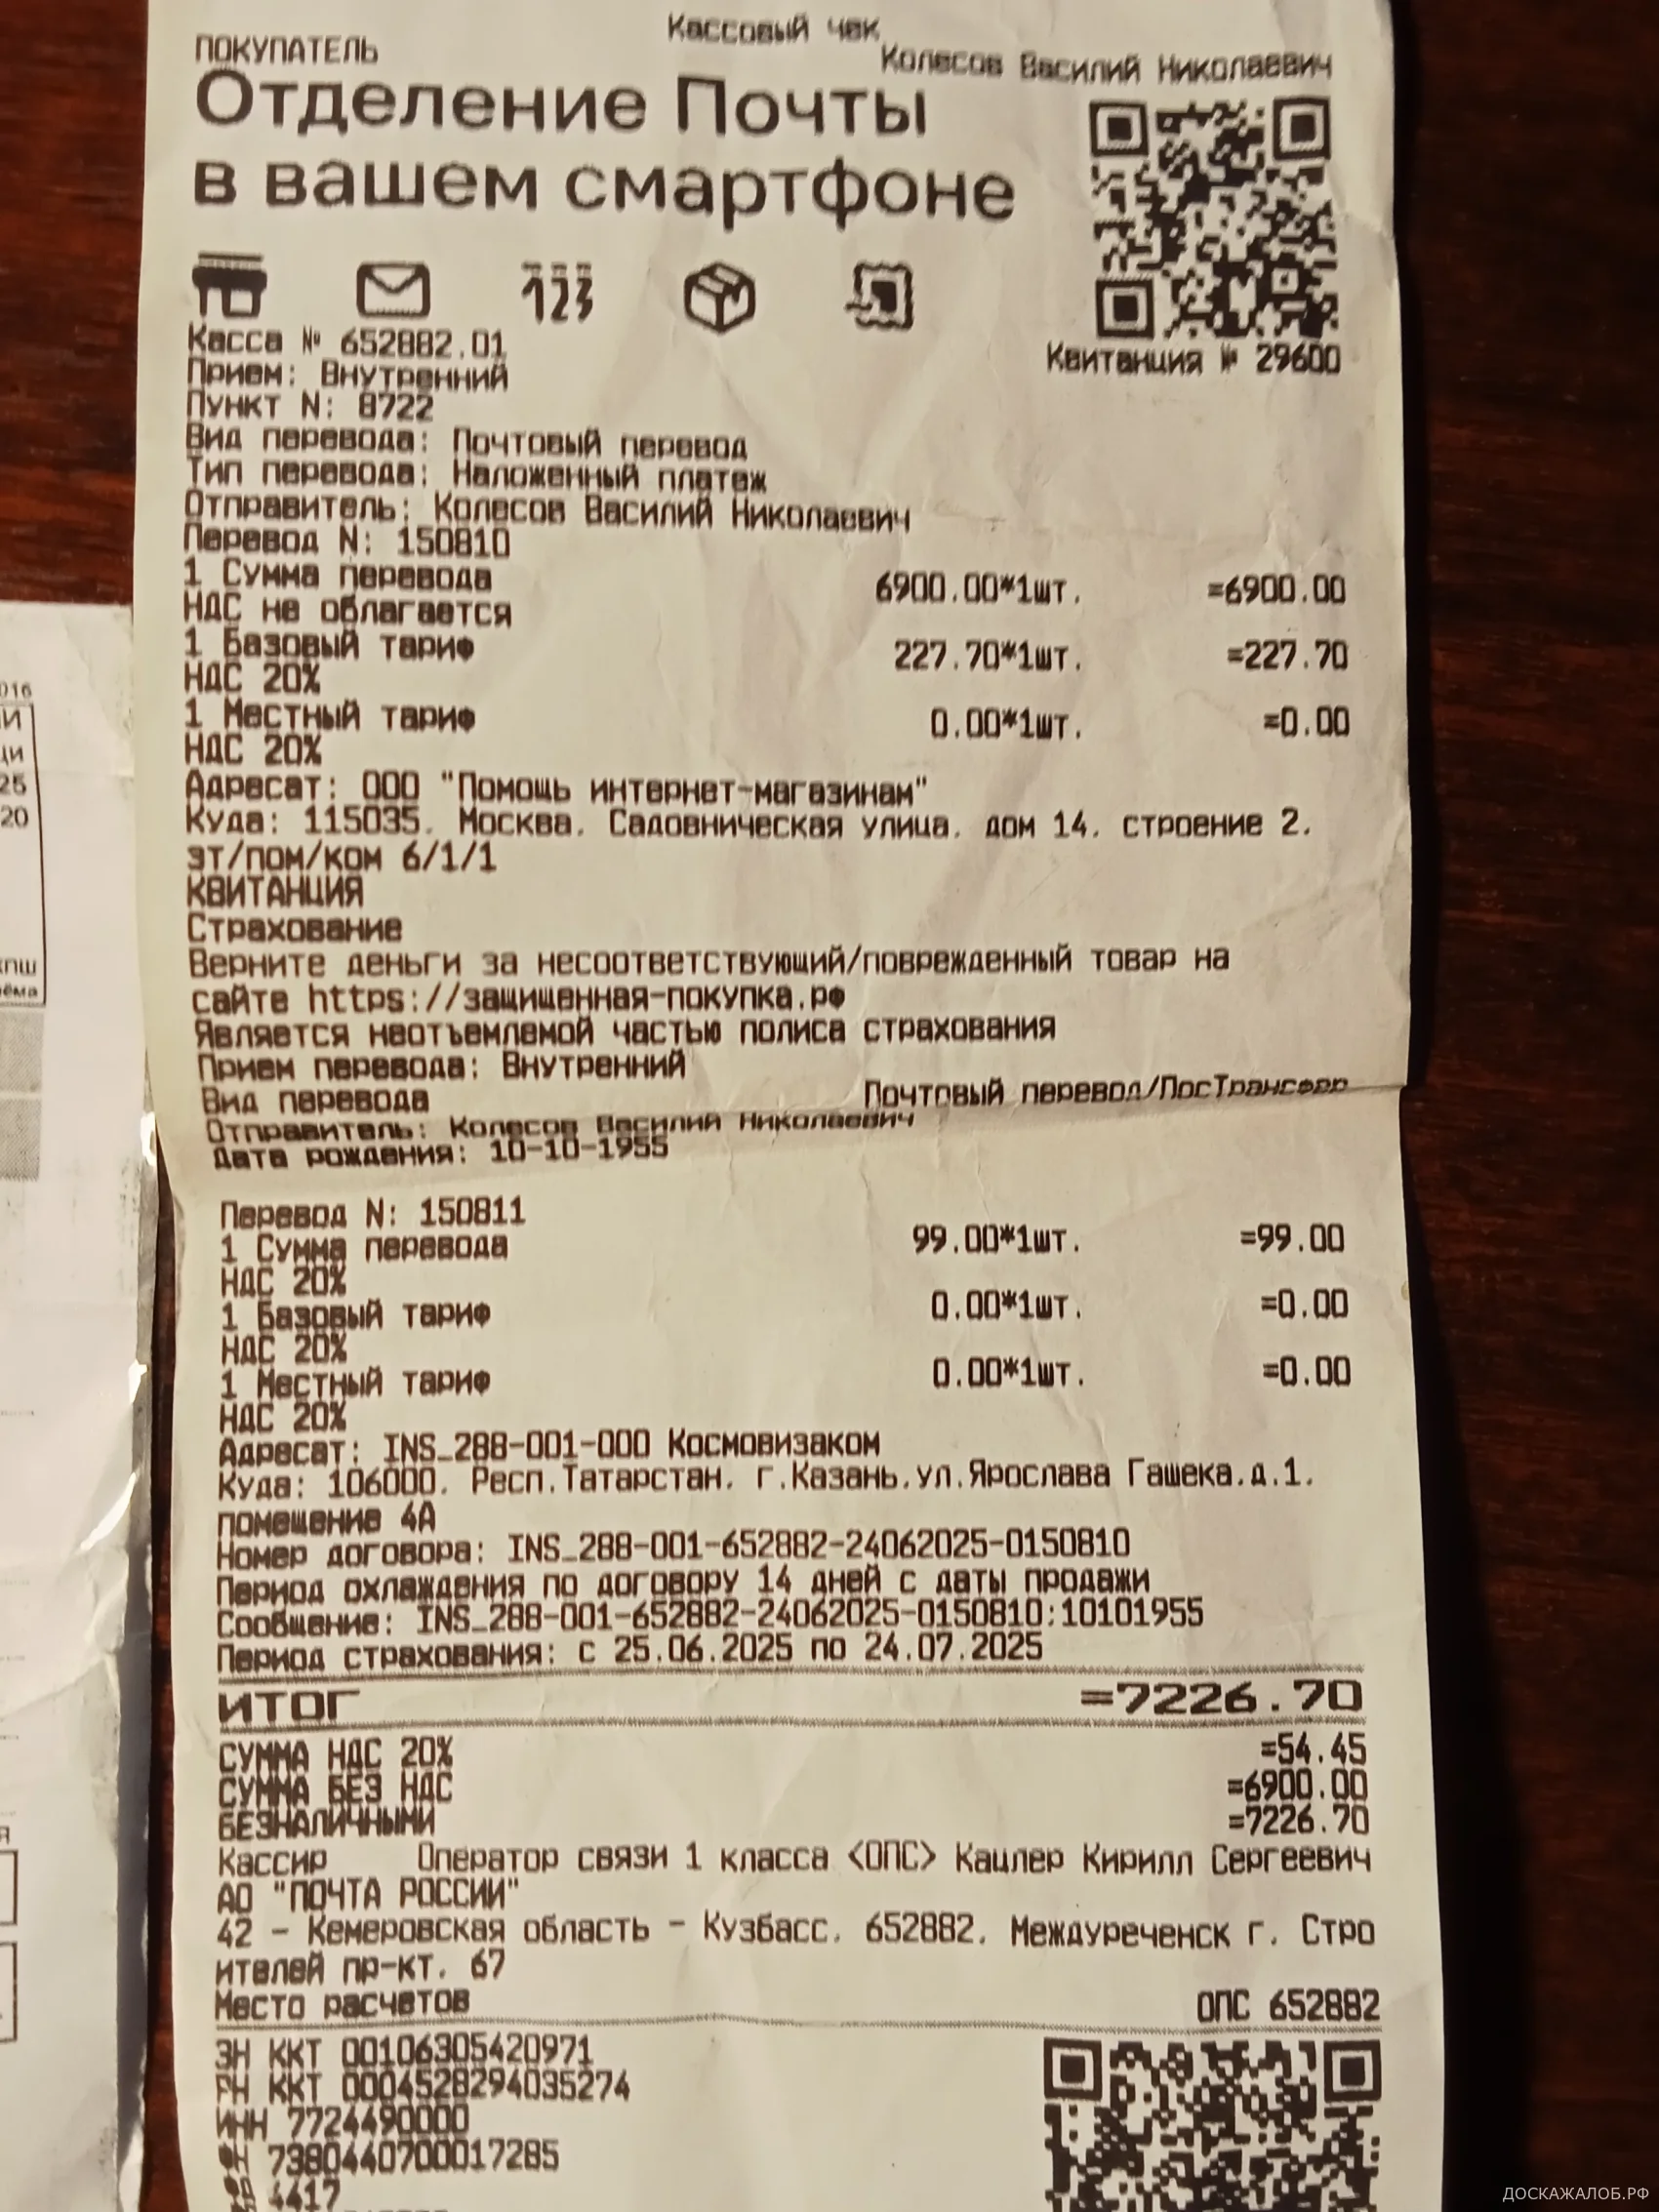 Кассовый чек
ПОКУПАТЕЛЬ
Колесов Василий Николаевич
Отделение Почты
в вашем смартфоне
123
Касса № 652882.01
Квитанция № 29600
Прием: Внутренний
Пункт N: 8722
Вид перевода: Почтовый перевод
Тип перевода: Наложенный платеж
Отправитель: Колесов Василий Николаевич
Перевод N: 150810
1 Сумма перевода 6900.00*1шт. =6900.00
НДС не облагается
1 Базовый тариф 227.70*1шт. =227.70
НДС 20%
1 Местный тариф 0.00*1шт. =0.00
НДС 20%
Адресат: ООО "Помощь интернет-магазинам"
Куда: 115035, Москва, Садовническая улица, дом 14, строение 2,
эт/пом/ком 6/1/1
КВИТАНЦИЯ
Страхование
Верните деньги за несоответствующий/поврежденный товар на
сайте https://защищенная-покупка.рф
Является неотъемлемой частью полиса страхования
Прием перевода: Внутренний
Вид перевода Почтовый перевод/ПосТрансфер
Отправитель: Колесов Василий Николаевич
Дата рождения: 10-10-1955
Перевод N: 150811
1 Сумма перевода 99.00*1шт. =99.00
НДС 20%
1 Базовый тариф 0.00*1шт. =0.00
НДС 20%
1 Местный тариф 0.00*1шт. =0.00
НДС 20%
Адресат: INS_288-001-000 Космовизаком
Куда: 106000, Респ.Татарстан, г.Казань,ул.Ярослава Гашека,д.1,
помещение 4А
Номер договора: INS_288-001-652882-24062025-0150810
Период охлаждения по договору 14 дней с даты продажи
Сообщение: INS_288-001-652882-24062025-0150810;10101955
Период страхования: с 25.06.2025 по 24.07.2025
ИТОГ =7226.70
СУММА НДС 20% =54.45
СУММА БЕЗ НДС =6900.00
БЕЗНАЛИЧНЫМИ =7226.70
Кассир Оператор связи 1 класса <ОПС> Кацлер Кирилл Сергеевич
АО "ПОЧТА РОССИИ"
42 - Кемеровская область - Кузбасс, 652882, Междуреченск г, Стро
ителей пр-кт, 67
Место расчетов ОПС 652882
ЗН ККТ 00106305420971
РН ККТ 0004528294035274
ИНН 7724490000
ФН 7380440700017285
ФД 4417
016
25
20
ёма
ДОСКАЖАЛОБ.РФ